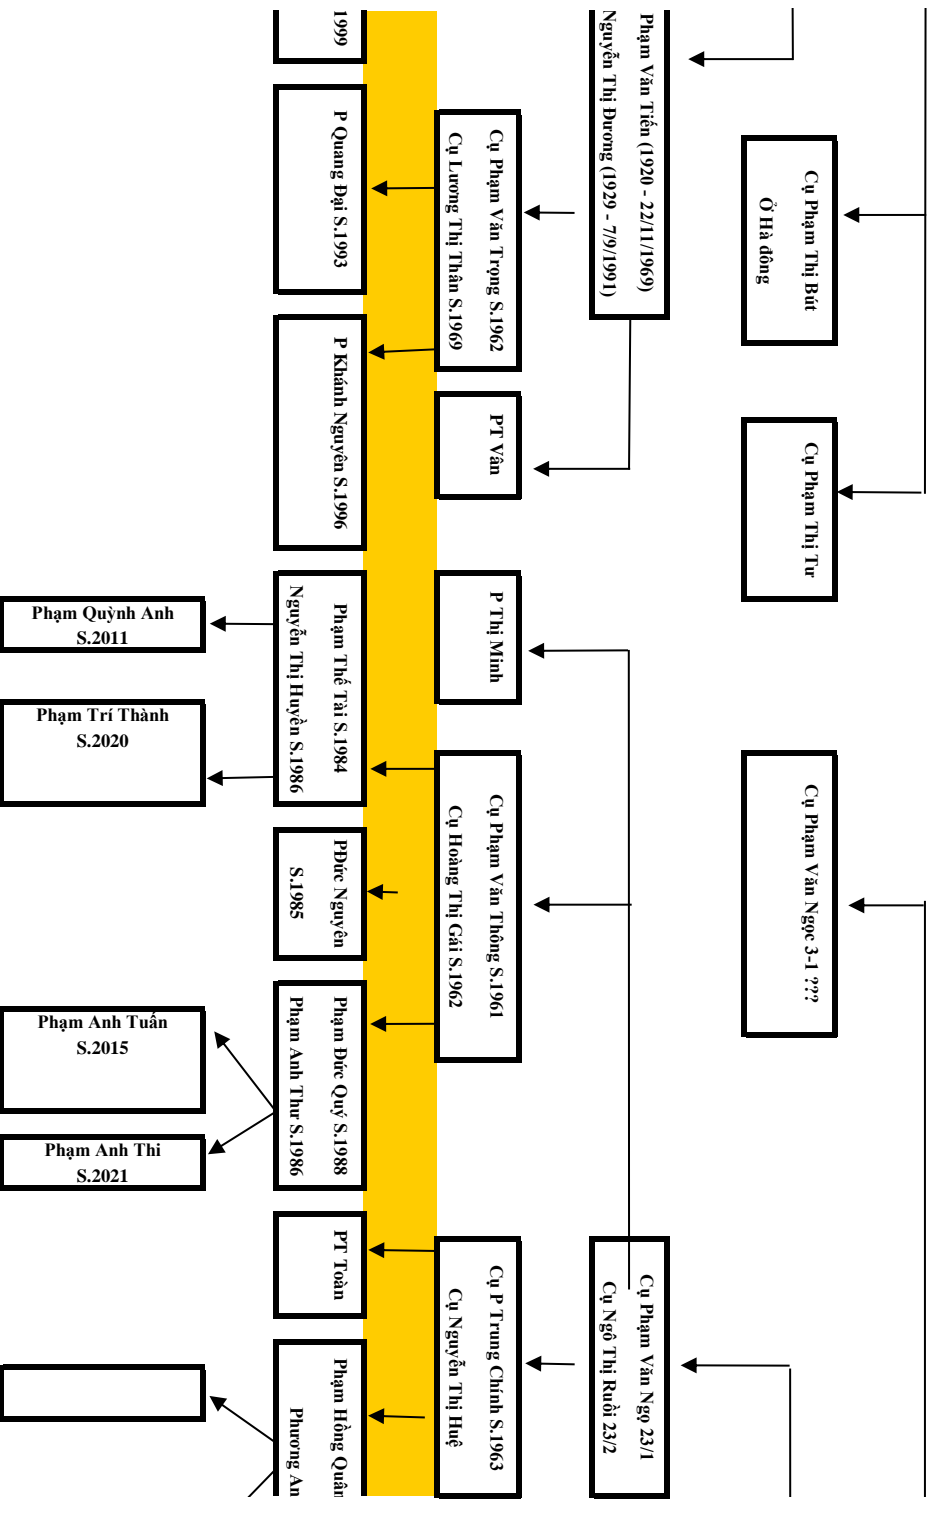 1999
Phạm Văn Tiến (1920 - 22/11/1969)
Nguyễn Thị Đương (1929 - 7/9/1991)
P Quang Đại S.1993
Cụ Phạm Văn Trọng S.1962
Cụ Lương Thị Thân S.1969
Cụ Phạm Thị Bút
Ở Hà đông
P Khánh Nguyên S.1996
PT Vân
Cụ Phạm Thị Tư
Phạm Quỳnh Anh
S.2011
Phạm Trí Thành
S.2020
Phạm Thế Tài S.1984
Nguyễn Thị Huyền S.1986
P Thị Minh
Cụ Phạm Văn Thông S.1961
Cụ Hoàng Thị Gái S.1962
Cụ Phạm Văn Ngọc 3-1 ???
PĐức Nguyên
S.1985
Phạm Anh Tuấn
S.2015
Phạm Anh Thi
S.2021
Phạm Đức Quý S.1988
Phạm Anh Thư S.1986
PT Toàn
Cụ P Trung Chính S.1963
Cụ Nguyễn Thị Huệ
Cụ Phạm Văn Ngọ 23/1
Cụ Ngô Thị Ruồi 23/2
Phạm Hồng Quân
Phương An